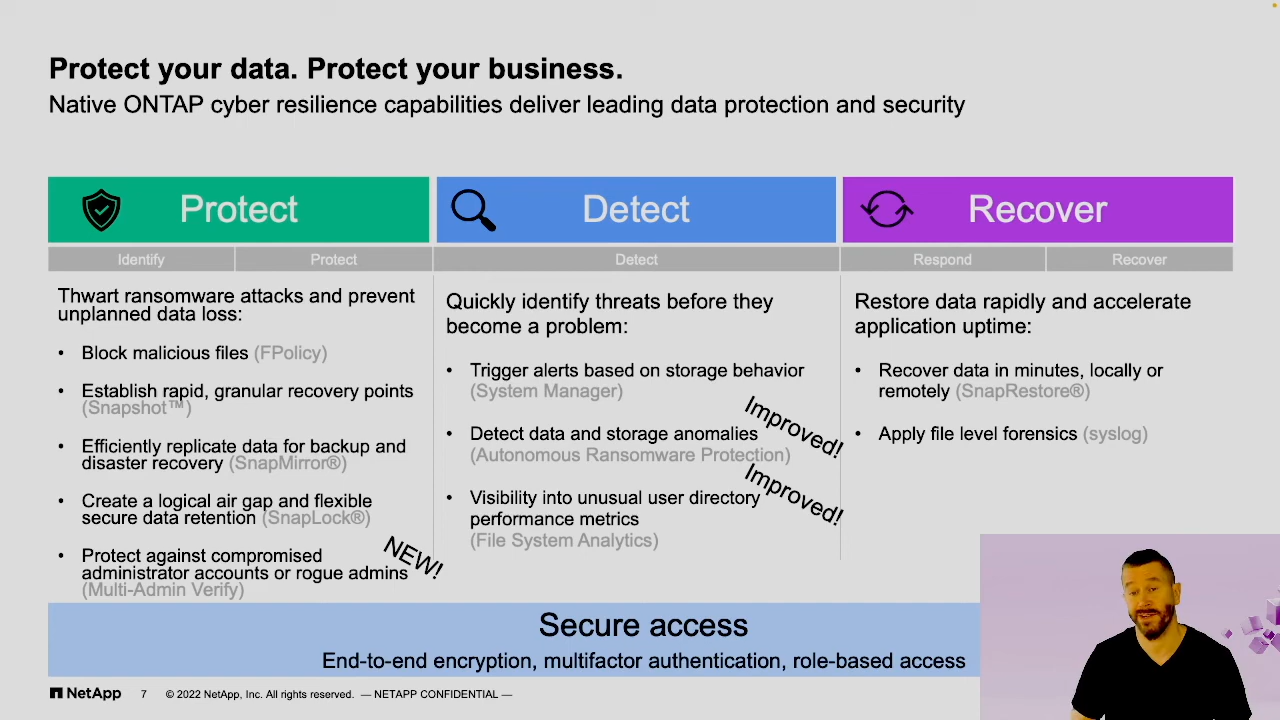 Protect your data. Protect your business.
Native ONTAP cyber resilience capabilities deliver leading data protection and security
Protect
Detect
Recover
Identify
Protect
Detect
Respond
Recover
Thwart ransomware attacks and prevent
unplanned data loss:
• Block malicious files (FPolicy)
• Establish rapid, granular recovery points
(Snapshot™)
• Efficiently replicate data for backup and
disaster recovery (SnapMirror®)
• Create a logical air gap and flexible
secure data retention (SnapLock®)
• Protect against compromised
administrator accounts or rogue admins
(Multi-Admin Verify)
NEW!
Quickly identify threats before they
become a problem:
• Trigger alerts based on storage behavior
(System Manager)
• Detect data and storage anomalies
(Autonomous Ransomware Protection)
Improved!
• Visibility into unusual user directory
performance metrics
(File System Analytics)
Improved!
Restore data rapidly and accelerate
application uptime:
• Recover data in minutes, locally or
remotely (SnapRestore®)
• Apply file level forensics (syslog)
Secure access
End-to-end encryption, multifactor authentication, role-based access
NetApp
7
© 2022 NetApp, Inc. All rights reserved. — NETAPP CONFIDENTIAL —